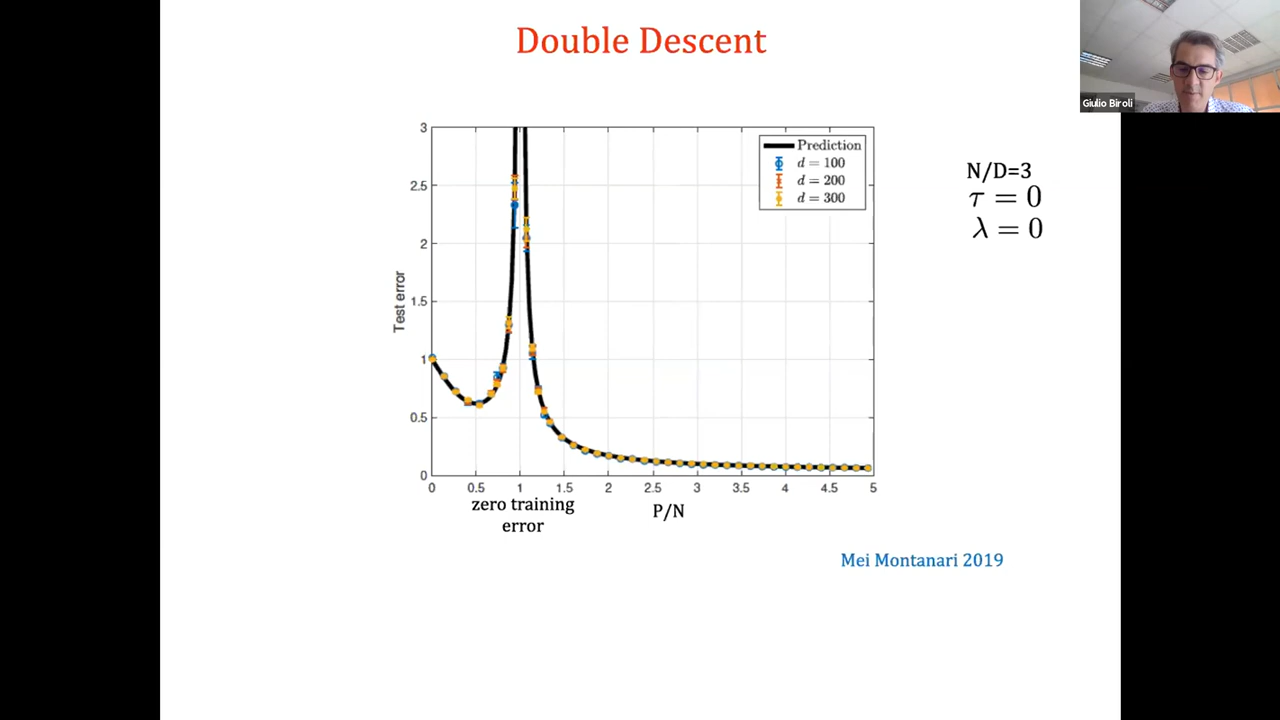 Double Descent
Giulio Biroli
3
2.5
2
1.5
1
0.5
0
Test error
Prediction
d = 100
d = 200
d = 300
N/D=3
τ = 0
λ = 0
0 0.5 1 1.5 2 2.5 3 3.5 4 4.5 5
zero training
error
P/N
Mei Montanari 2019